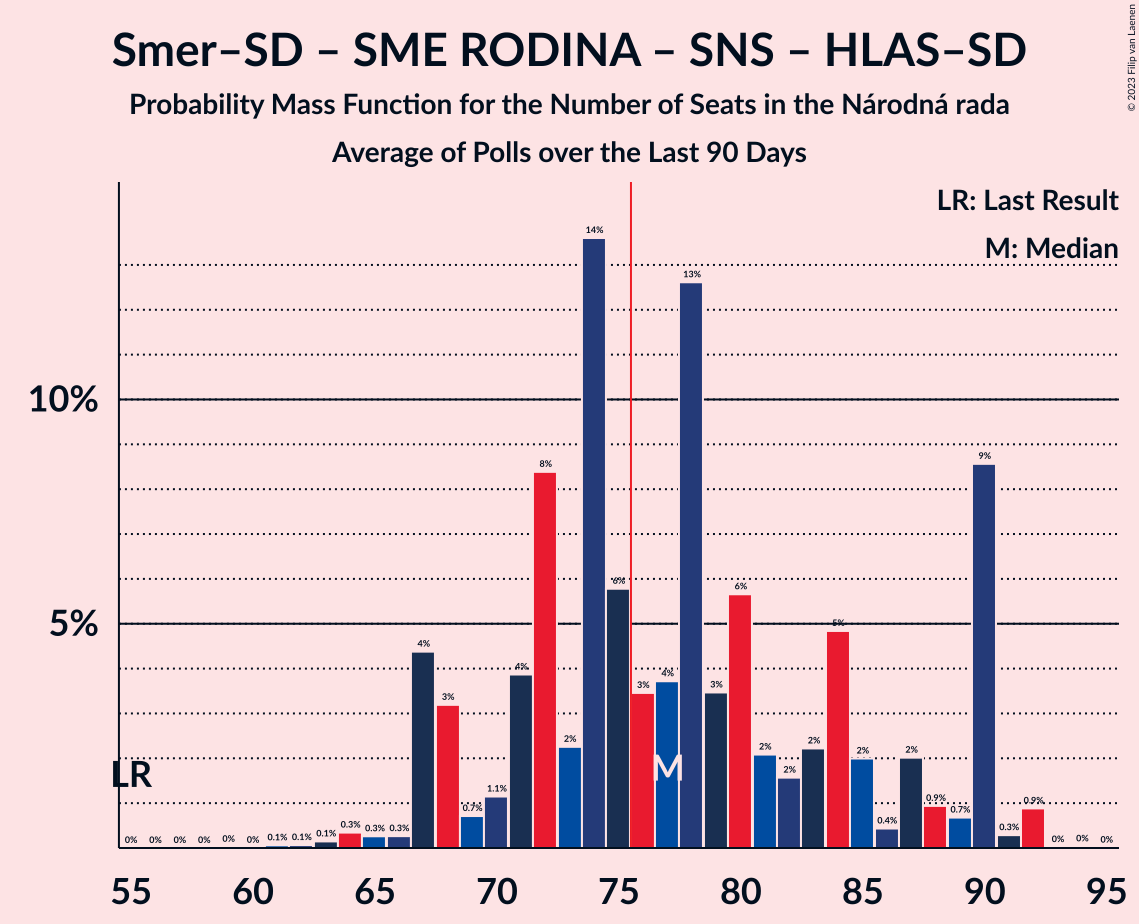 Smer–SD – SME RODINA – SNS – HLAS–SD
Probability Mass Function for the Number of Seats in the Národná rada
Average of Polls over the Last 90 Days
© 2023 Filip van Laenen
LR: Last Result
M: Median
10%
5%
0% 0% 0% 0% 0% 0% 0.1% 0.1% 0.1% 0.3% 0.3% 0.3% 4% 3% 0.7% 1.1% 4% 8% 2% 14% 6% 3% 4% 13% 3% 6% 2% 2% 2% 5% 2% 0.4% 2% 0.9% 0.7% 9% 0.3% 0.9% 0% 0% 0%
LR
M
55 60 65 70 75 80 85 90 95